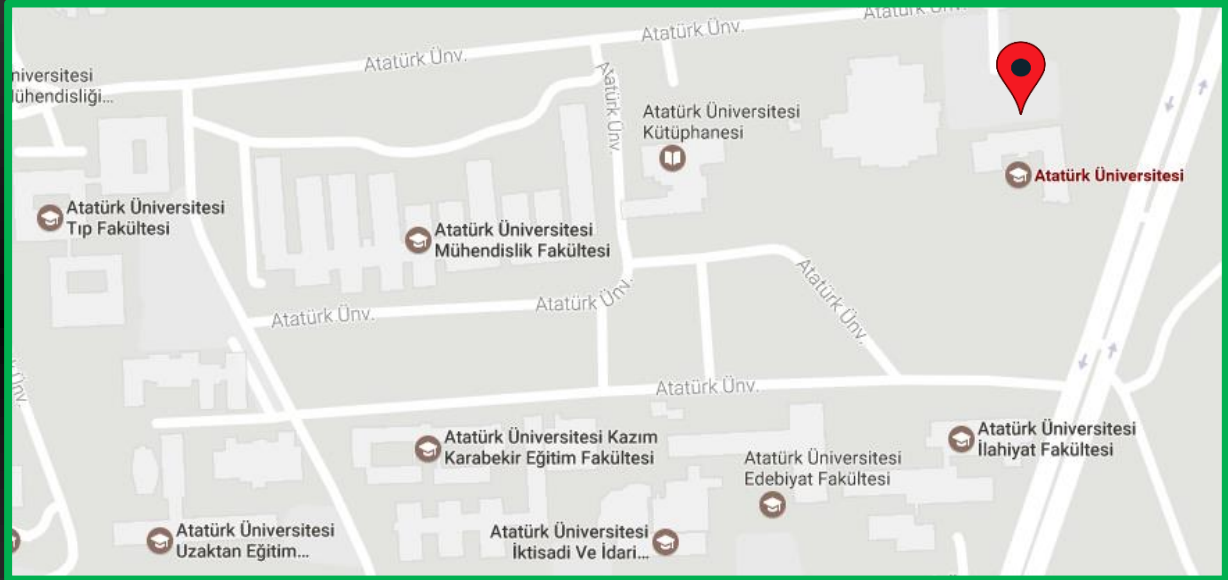 Atatürk Ünv.
Atatürk Ünv.
Atatürk Ünv.
niversitesi
ühendisliği...
Atatürk Ünv.
Atatürk Üniversitesi
Kütüphanesi
Atatürk Üniversitesi
Atatürk Üniversitesi
Tıp Fakültesi
Atatürk Üniversitesi
Mühendislik Fakültesi
Atatürk Ünv.
Atatürk Ünv.
Atatürk Ünv.
Ünv.
Atatürk Ünv.
Atatürk Üniversitesi Kazım
Karabekir Eğitim Fakültesi
Atatürk Üniversitesi
Edebiyat Fakültesi
Atatürk Üniversitesi
İlahiyat Fakültesi
Atatürk Üniversitesi
Uzaktan Eğitim...
Atatürk Üniversitesi
İktisadi Ve İdari...